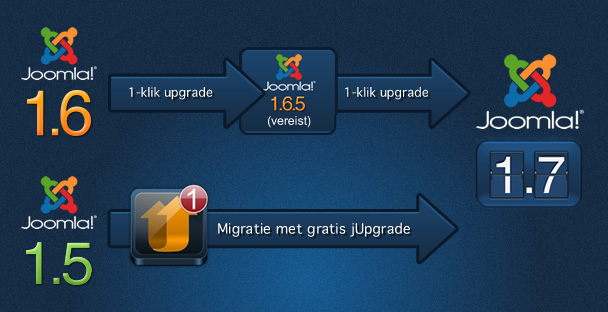 Joomla!®
1.6
1-klik upgrade
Joomla!®
1.6.5
(vereist)
1-klik upgrade
Joomla!®
1.7
Joomla!®
1.5
1
Migratie met gratis jUpgrade